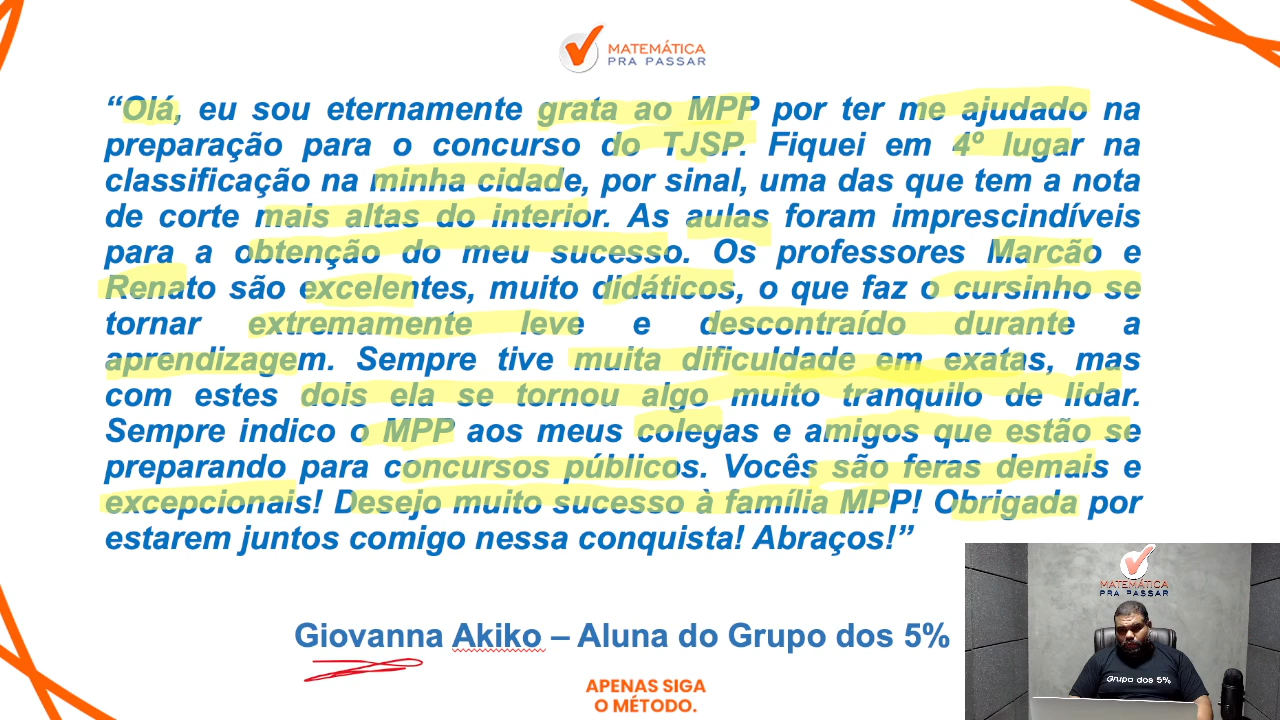 MATEMÁTICA
PRA PASSAR
“Olá, eu sou eternamente grata ao MPP por ter me ajudado na
preparação para o concurso do TJSP. Fiquei em 4º lugar na
classificação na minha cidade, por sinal, uma das que tem a nota
de corte mais altas do interior. As aulas foram imprescindíveis
para a obtenção do meu sucesso. Os professores Marcão e
Renato são excelentes, muito didáticos, o que faz o cursinho se
tornar extremamente leve e descontraído durante a
aprendizagem. Sempre tive muita dificuldade em exatas, mas
com estes dois ela se tornou algo muito tranquilo de lidar.
Sempre indico o MPP aos meus colegas e amigos que estão se
preparando para concursos públicos. Vocês são feras demais e
excepcionais! Desejo muito sucesso à família MPP! Obrigada por
estarem juntos comigo nessa conquista! Abraços!”
MATEMÁTICA
PRA PASSAR
Grupo dos 5%
Giovanna Akiko – Aluna do Grupo dos 5%
APENAS SIGA
O MÉTODO.